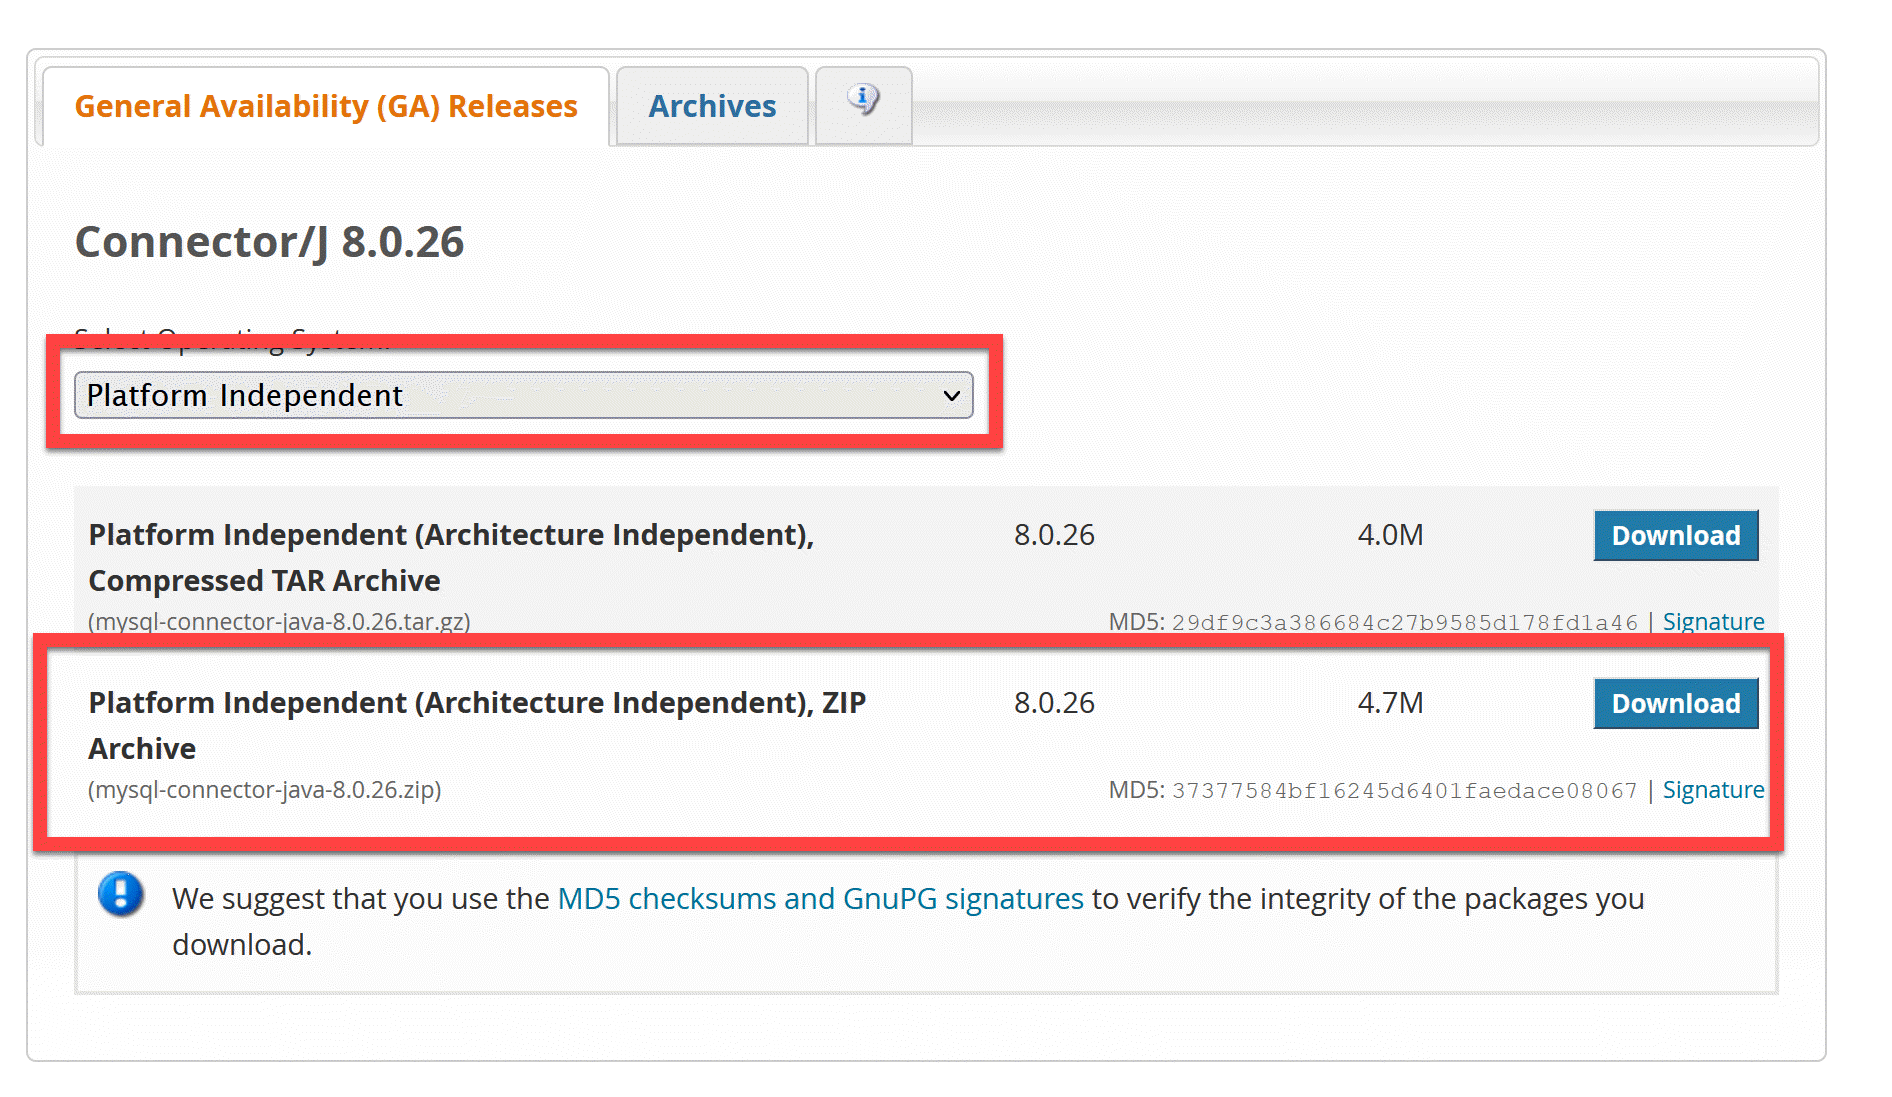 General Availability (GA) Releases
Archives
Connector/J 8.0.26
Select Operating System:
Platform Independent
Platform Independent (Architecture Independent), 8.0.26 4.0M Download
Compressed TAR Archive
(mysql-connector-java-8.0.26.tar.gz) MD5: 29df9c3a386684c27b9585d178fd1a46 | Signature
Platform Independent (Architecture Independent), ZIP 8.0.26 4.7M Download
Archive
(mysql-connector-java-8.0.26.zip) MD5: 37377584bf16245d6401faedace08067 | Signature
We suggest that you use the MD5 checksums and GnuPG signatures to verify the integrity of the packages you
download.